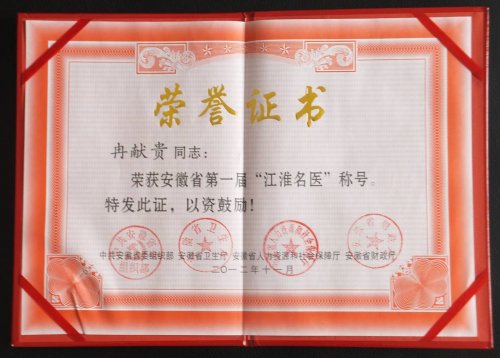 荣誉证书
冉献贵 同志：
荣获安徽省第一届“江淮名医”称号。
特发此证，以资鼓励！
中共安徽省委组织部 安徽省卫生厅 安徽省人力资源和社会保障厅 安徽省财政厅
二〇一二年十一月